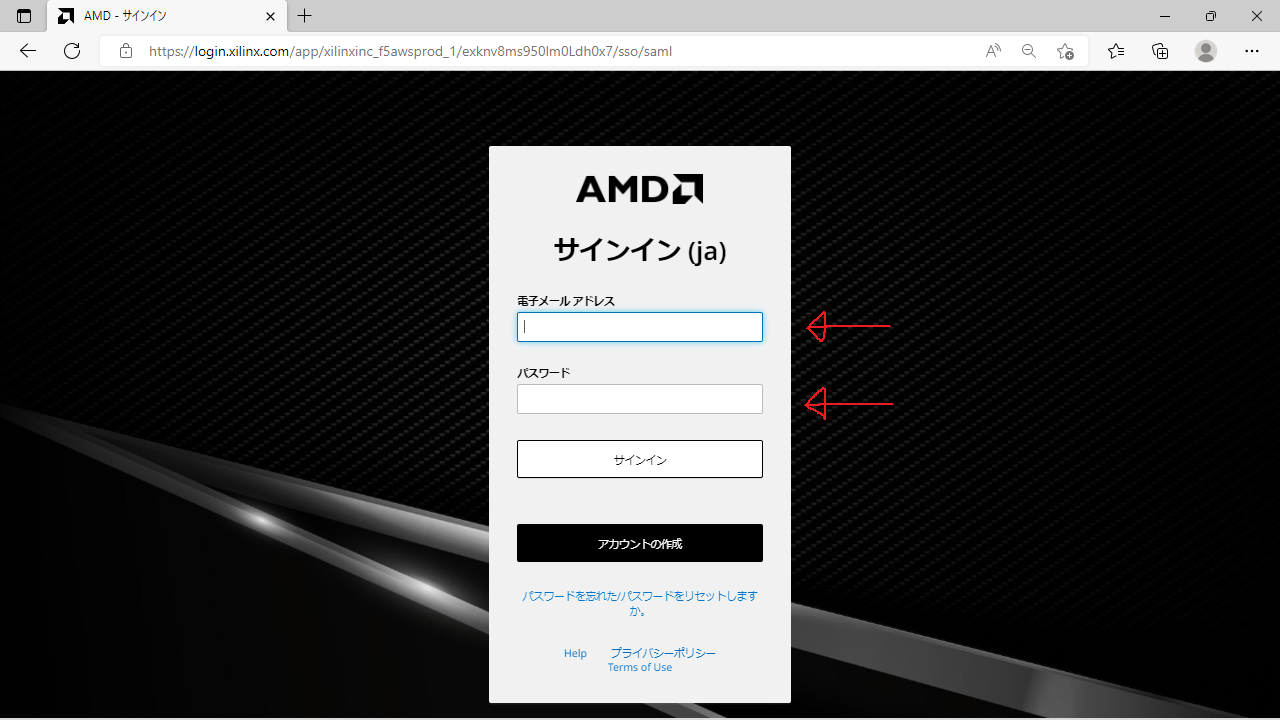 AMD - サインイン
https://login.xilinx.com/app/xilinxinc_f5awsprod_1/exknv8ms950Im0Ldh0x7/sso/saml
AMD
サインイン (ja)
電子メール アドレス
パスワード
サインイン
アカウントの作成
パスワードを忘れた/パスワードをリセットします
か。
Help プライバシーポリシー
Terms of Use